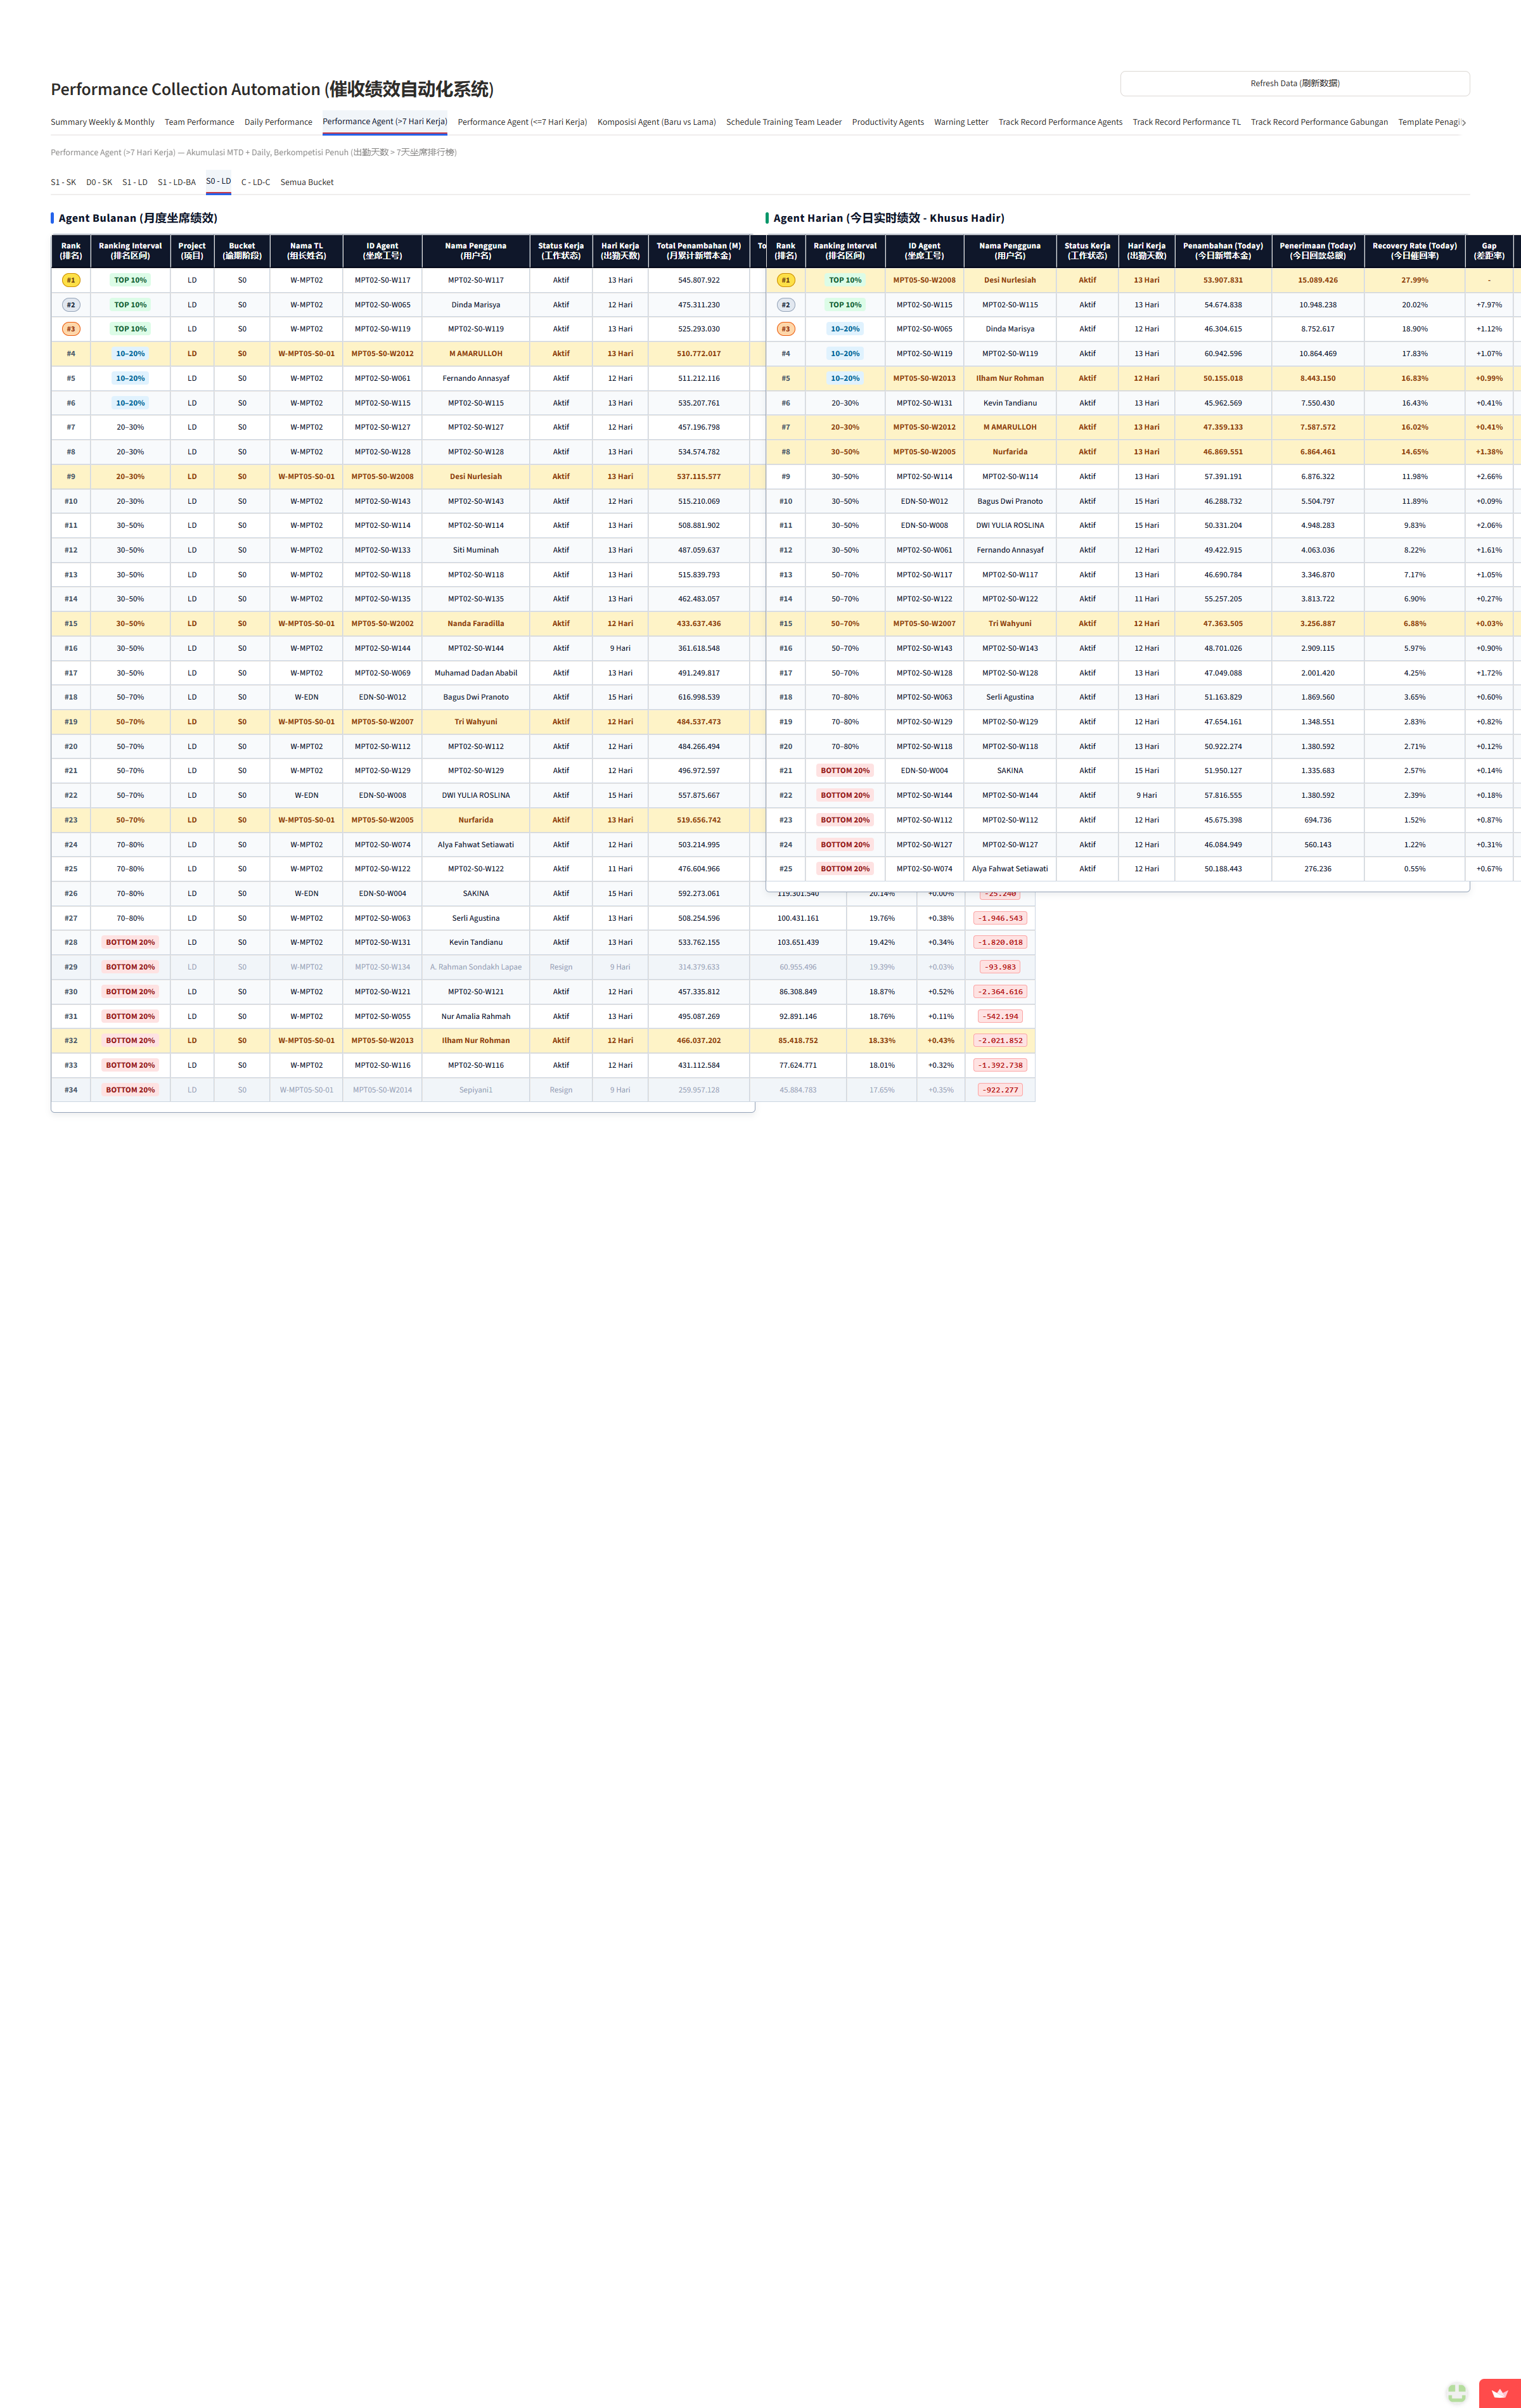 Performance Collection Automation (催收绩效自动化系统)
Refresh Data (刷新数据)
Summary Weekly & Monthly Team Performance Daily Performance Performance Agent (>7 Hari Kerja) Performance Agent (<=7 Hari Kerja) Komposisi Agent (Baru vs Lama) Schedule Training Team Leader Productivity Agents Warning Letter Track Record Performance Agents Track Record Performance TL Track Record Performance Gabungan Template Penagi
Performance Agent (>7 Hari Kerja) — Akumulasi MTD + Daily, Berkompetisi Penuh (出勤天数 > 7天坐席排行榜)
S1 - SK D0 - SK S1 - LD S1 - LD-BA S0 - LD C - LD-C Semua Bucket
Agent Bulanan (月度坐席绩效)
Rank Ranking Interval Project Bucket Nama TL ID Agent Nama Pengguna Status Kerja Hari Kerja Total Penambahan (M) To
(排名) (排名区间) (项目) (逾期阶段) (组长姓名) (坐席工号) (用户名) (工作状态) (出勤天数) (月累计新增本金)
#1 TOP 10% LD S0 W-MPT02 MPT02-S0-W117 MPT02-S0-W117 Aktif 13 Hari 545.807.922
#2 TOP 10% LD S0 W-MPT02 MPT02-S0-W065 Dinda Marisya Aktif 12 Hari 475.311.230
#3 TOP 10% LD S0 W-MPT02 MPT02-S0-W119 MPT02-S0-W119 Aktif 13 Hari 525.293.030
#4 10–20% LD S0 W-MPT05-S0-01 MPT05-S0-W2012 M AMARULLOH Aktif 13 Hari 510.772.017
#5 10–20% LD S0 W-MPT02 MPT02-S0-W061 Fernando Annasyaf Aktif 12 Hari 511.212.116
#6 10–20% LD S0 W-MPT02 MPT02-S0-W115 MPT02-S0-W115 Aktif 13 Hari 535.207.761
#7 20–30% LD S0 W-MPT02 MPT02-S0-W127 MPT02-S0-W127 Aktif 12 Hari 457.196.798
#8 20–30% LD S0 W-MPT02 MPT02-S0-W128 MPT02-S0-W128 Aktif 13 Hari 534.574.782
#9 20–30% LD S0 W-MPT05-S0-01 MPT05-S0-W2008 Desi Nurlesiah Aktif 13 Hari 537.115.577
#10 20–30% LD S0 W-MPT02 MPT02-S0-W143 MPT02-S0-W143 Aktif 12 Hari 515.210.069
#11 30–50% LD S0 W-MPT02 MPT02-S0-W114 MPT02-S0-W114 Aktif 13 Hari 508.881.902
#12 30–50% LD S0 W-MPT02 MPT02-S0-W133 Siti Muminah Aktif 13 Hari 487.059.637
#13 30–50% LD S0 W-MPT02 MPT02-S0-W118 MPT02-S0-W118 Aktif 13 Hari 515.839.793
#14 30–50% LD S0 W-MPT02 MPT02-S0-W135 MPT02-S0-W135 Aktif 13 Hari 462.483.057
#15 30–50% LD S0 W-MPT05-S0-01 MPT05-S0-W2002 Nanda Faradilla Aktif 12 Hari 433.637.436
#16 30–50% LD S0 W-MPT02 MPT02-S0-W144 MPT02-S0-W144 Aktif 9 Hari 361.618.548
#17 30–50% LD S0 W-MPT02 MPT02-S0-W069 Muhamad Dadan Ababil Aktif 13 Hari 491.249.817
#18 50–70% LD S0 W-EDN EDN-S0-W012 Bagus Dwi Pranoto Aktif 15 Hari 616.998.539
#19 50–70% LD S0 W-MPT05-S0-01 MPT05-S0-W2007 Tri Wahyuni Aktif 12 Hari 484.537.473
#20 50–70% LD S0 W-MPT02 MPT02-S0-W112 MPT02-S0-W112 Aktif 12 Hari 484.266.494
#21 50–70% LD S0 W-MPT02 MPT02-S0-W129 MPT02-S0-W129 Aktif 12 Hari 496.972.597
#22 50–70% LD S0 W-EDN EDN-S0-W008 DWI YULIA ROSLINA Aktif 15 Hari 557.875.667
#23 50–70% LD S0 W-MPT05-S0-01 MPT05-S0-W2005 Nurfarida Aktif 13 Hari 519.656.742
#24 70–80% LD S0 W-MPT02 MPT02-S0-W074 Alya Fahwat Setiawati Aktif 12 Hari 503.214.995
#25 70–80% LD S0 W-MPT02 MPT02-S0-W122 MPT02-S0-W122 Aktif 11 Hari 476.604.966
#26 70–80% LD S0 W-EDN EDN-S0-W004 SAKINA Aktif 15 Hari 592.273.061 119.301.540 20.14% +0.00% -25.240
#27 70–80% LD S0 W-MPT02 MPT02-S0-W063 Serli Agustina Aktif 13 Hari 508.254.596 100.431.161 19.76% +0.38% -1.946.543
#28 BOTTOM 20% LD S0 W-MPT02 MPT02-S0-W131 Kevin Tandianu Aktif 13 Hari 533.762.155 103.651.439 19.42% +0.34% -1.820.018
#29 BOTTOM 20% LD S0 W-MPT02 MPT02-S0-W134 A. Rahman Sondakh Lapae Resign 9 Hari 314.379.633 60.955.496 19.39% +0.03% -93.983
#30 BOTTOM 20% LD S0 W-MPT02 MPT02-S0-W121 MPT02-S0-W121 Aktif 12 Hari 457.335.812 86.308.849 18.87% +0.52% -2.364.616
#31 BOTTOM 20% LD S0 W-MPT02 MPT02-S0-W055 Nur Amalia Rahmah Aktif 13 Hari 495.087.269 92.891.146 18.76% +0.11% -542.194
#32 BOTTOM 20% LD S0 W-MPT05-S0-01 MPT05-S0-W2013 Ilham Nur Rohman Aktif 12 Hari 466.037.202 85.418.752 18.33% +0.43% -2.021.852
#33 BOTTOM 20% LD S0 W-MPT02 MPT02-S0-W116 MPT02-S0-W116 Aktif 12 Hari 431.112.584 77.624.771 18.01% +0.32% -1.392.738
#34 BOTTOM 20% LD S0 W-MPT05-S0-01 MPT05-S0-W2014 Sepiyani1 Resign 9 Hari 259.957.128 45.884.783 17.65% +0.35% -922.277
Agent Harian (今日实时绩效 - Khusus Hadir)
Rank Ranking Interval ID Agent Nama Pengguna Status Kerja Hari Kerja Penambahan (Today) Penerimaan (Today) Recovery Rate (Today) Gap
(排名) (排名区间) (坐席工号) (用户名) (工作状态) (出勤天数) (今日新增本金) (今日回款总额) (今日催回率) (差距率)
#1 TOP 10% MPT05-S0-W2008 Desi Nurlesiah Aktif 13 Hari 53.907.831 15.089.426 27.99% -
#2 TOP 10% MPT02-S0-W115 MPT02-S0-W115 Aktif 13 Hari 54.674.838 10.948.238 20.02% +7.97%
#3 10–20% MPT02-S0-W065 Dinda Marisya Aktif 12 Hari 46.304.615 8.752.617 18.90% +1.12%
#4 10–20% MPT02-S0-W119 MPT02-S0-W119 Aktif 13 Hari 60.942.596 10.864.469 17.83% +1.07%
#5 10–20% MPT05-S0-W2013 Ilham Nur Rohman Aktif 12 Hari 50.155.018 8.443.150 16.83% +0.99%
#6 20–30% MPT02-S0-W131 Kevin Tandianu Aktif 13 Hari 45.962.569 7.550.430 16.43% +0.41%
#7 20–30% MPT05-S0-W2012 M AMARULLOH Aktif 13 Hari 47.359.133 7.587.572 16.02% +0.41%
#8 30–50% MPT05-S0-W2005 Nurfarida Aktif 13 Hari 46.869.551 6.864.461 14.65% +1.38%
#9 30–50% MPT02-S0-W114 MPT02-S0-W114 Aktif 13 Hari 57.391.191 6.876.322 11.98% +2.66%
#10 30–50% EDN-S0-W012 Bagus Dwi Pranoto Aktif 15 Hari 46.288.732 5.504.797 11.89% +0.09%
#11 30–50% EDN-S0-W008 DWI YULIA ROSLINA Aktif 15 Hari 50.331.204 4.948.283 9.83% +2.06%
#12 30–50% MPT02-S0-W061 Fernando Annasyaf Aktif 12 Hari 49.422.915 4.063.036 8.22% +1.61%
#13 50–70% MPT02-S0-W117 MPT02-S0-W117 Aktif 13 Hari 46.690.784 3.346.870 7.17% +1.05%
#14 50–70% MPT02-S0-W122 MPT02-S0-W122 Aktif 11 Hari 55.257.205 3.813.722 6.90% +0.27%
#15 50–70% MPT05-S0-W2007 Tri Wahyuni Aktif 12 Hari 47.363.505 3.256.887 6.88% +0.03%
#16 50–70% MPT02-S0-W143 MPT02-S0-W143 Aktif 12 Hari 48.701.026 2.909.115 5.97% +0.90%
#17 50–70% MPT02-S0-W128 MPT02-S0-W128 Aktif 13 Hari 47.049.088 2.001.420 4.25% +1.72%
#18 70–80% MPT02-S0-W063 Serli Agustina Aktif 13 Hari 51.163.829 1.869.560 3.65% +0.60%
#19 70–80% MPT02-S0-W129 MPT02-S0-W129 Aktif 12 Hari 47.654.161 1.348.551 2.83% +0.82%
#20 70–80% MPT02-S0-W118 MPT02-S0-W118 Aktif 13 Hari 50.922.274 1.380.592 2.71% +0.12%
#21 BOTTOM 20% EDN-S0-W004 SAKINA Aktif 15 Hari 51.950.127 1.335.683 2.57% +0.14%
#22 BOTTOM 20% MPT02-S0-W144 MPT02-S0-W144 Aktif 9 Hari 57.816.555 1.380.592 2.39% +0.18%
#23 BOTTOM 20% MPT02-S0-W112 MPT02-S0-W112 Aktif 12 Hari 45.675.398 694.736 1.52% +0.87%
#24 BOTTOM 20% MPT02-S0-W127 MPT02-S0-W127 Aktif 12 Hari 46.084.949 560.143 1.22% +0.31%
#25 BOTTOM 20% MPT02-S0-W074 Alya Fahwat Setiawati Aktif 12 Hari 50.188.443 276.236 0.55% +0.67%